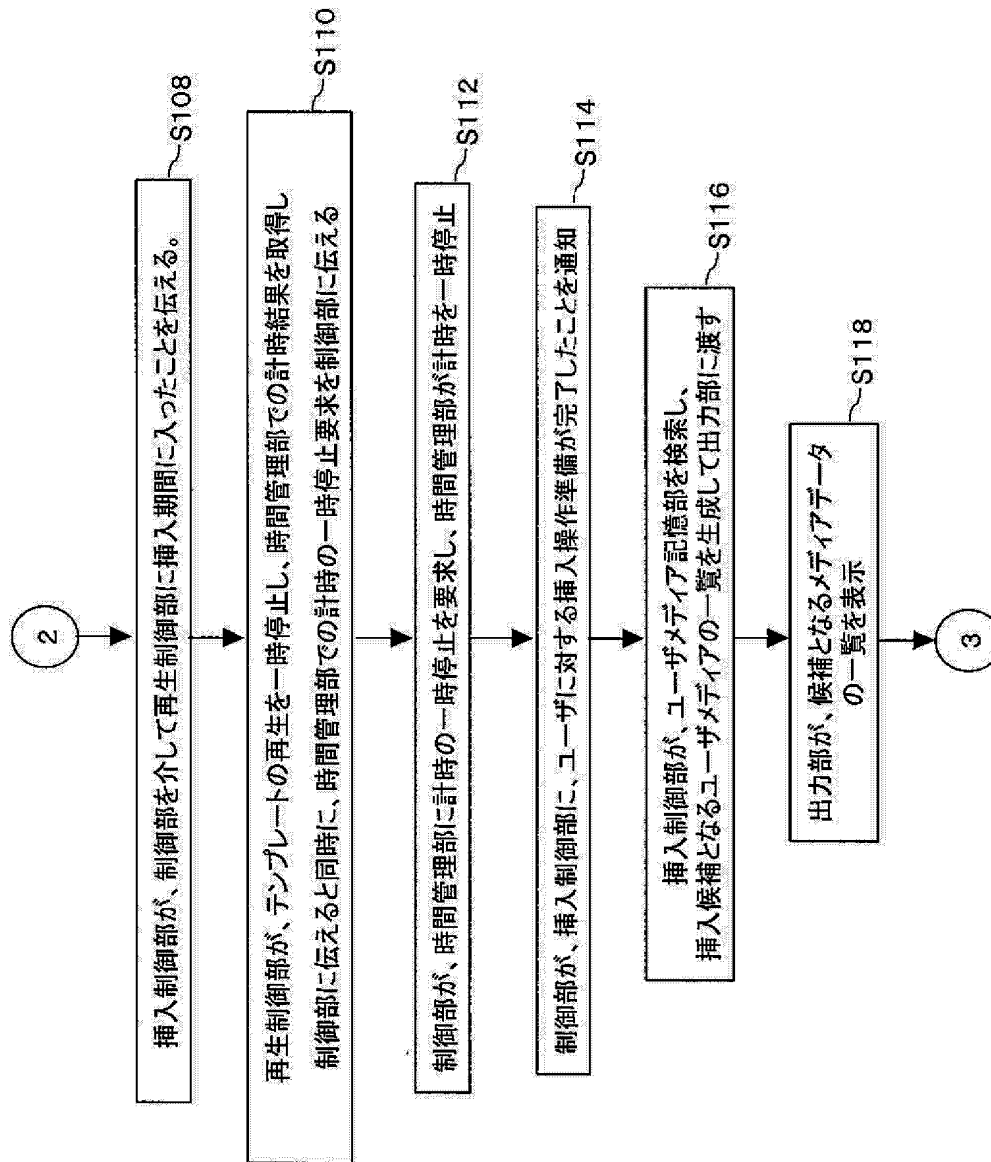 2
挿入制御部が、制御部を介して再生制御部に挿入期間に入ったことを伝える。
S108
再生制御部が、テンプレートの再生を一時停止し、時間管理部での計時結果を取得し
制御部に伝えると同時に、時間管理部での計時の一時停止要求を制御部に伝える
S110
制御部が、時間管理部に計時の一時停止を要求し、時間管理部が計時を一時停止
S112
制御部が、挿入制御部に、ユーザに対する挿入操作準備が完了したことを通知
S114
挿入制御部が、ユーザメディア記憶部を検索し、
挿入候補となるユーザメディアの一覧を生成して出力部に渡す
S116
出力部が、候補となるメディアデータ
の一覧を表示
S118
3